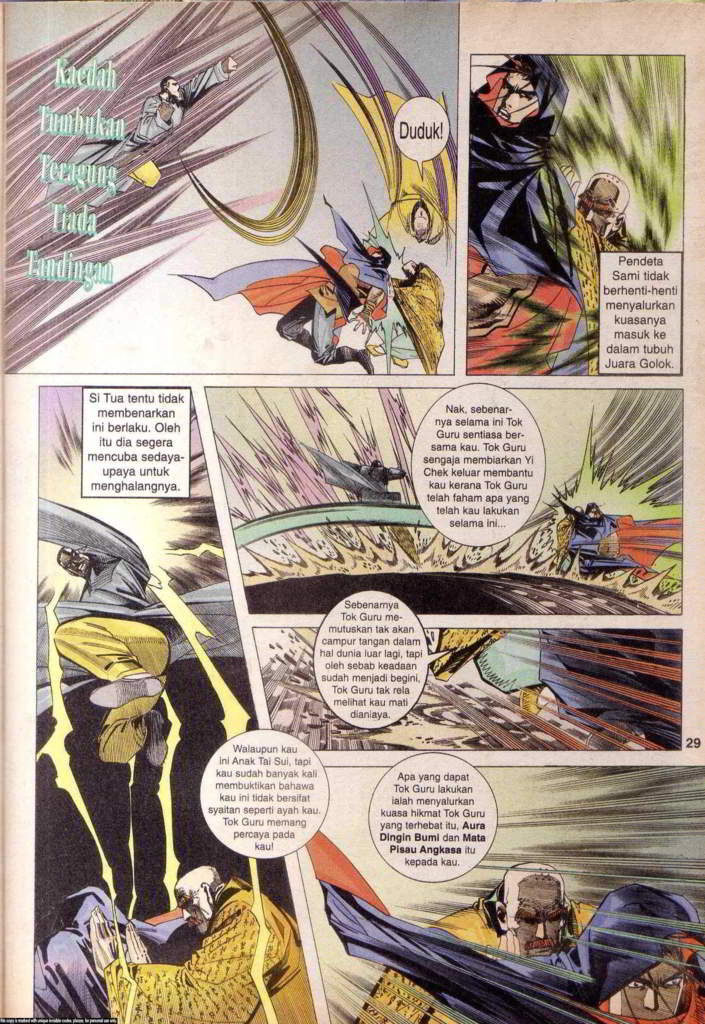 Kaedah
Tumbukan
Teragung
Tiada
Tandingan
Duduk!
Pendeta
Sami tidak
berhenti-henti
menyalurkan
kuasanya
masuk ke
dalam tubuh
Juara Golok.
Si Tua tentu tidak
membenarkan
ini berlaku. Oleh
itu dia segera
mencuba sedaya-
upaya untuk
menghalangnya.
Nak, sebenar-
nya selama ini Tok
Guru sentiasa ber-
sama kau. Tok Guru
sengaja membiarkan Yi
Chek keluar membantu
kau kerana Tok Guru
telah faham apa yang
telah kau lakukan
selama ini...
Sebenarnya
Tok Guru me-
mutuskan tak akan
campur tangan dalam
hal dunia luar lagi, tapi
oleh sebab keadaan
sudah menjadi begini,
Tok Guru tak rela
melihat kau mati
dianiaya.
29
Walaupun kau
ini Anak Tai Sui, tapi
kau sudah banyak kali
membuktikan bahawa
kau ini tidak bersifat
syaitan seperti ayah kau.
Tok Guru memang
percaya pada
kau!
Apa yang dapat
Tok Guru lakukan
ialah menyalurkan
kuasa hikmat Tok Guru
yang terhebat itu, Aura
Dingin Bumi dan Mata
Pisau Angkasa itu
kepada kau.